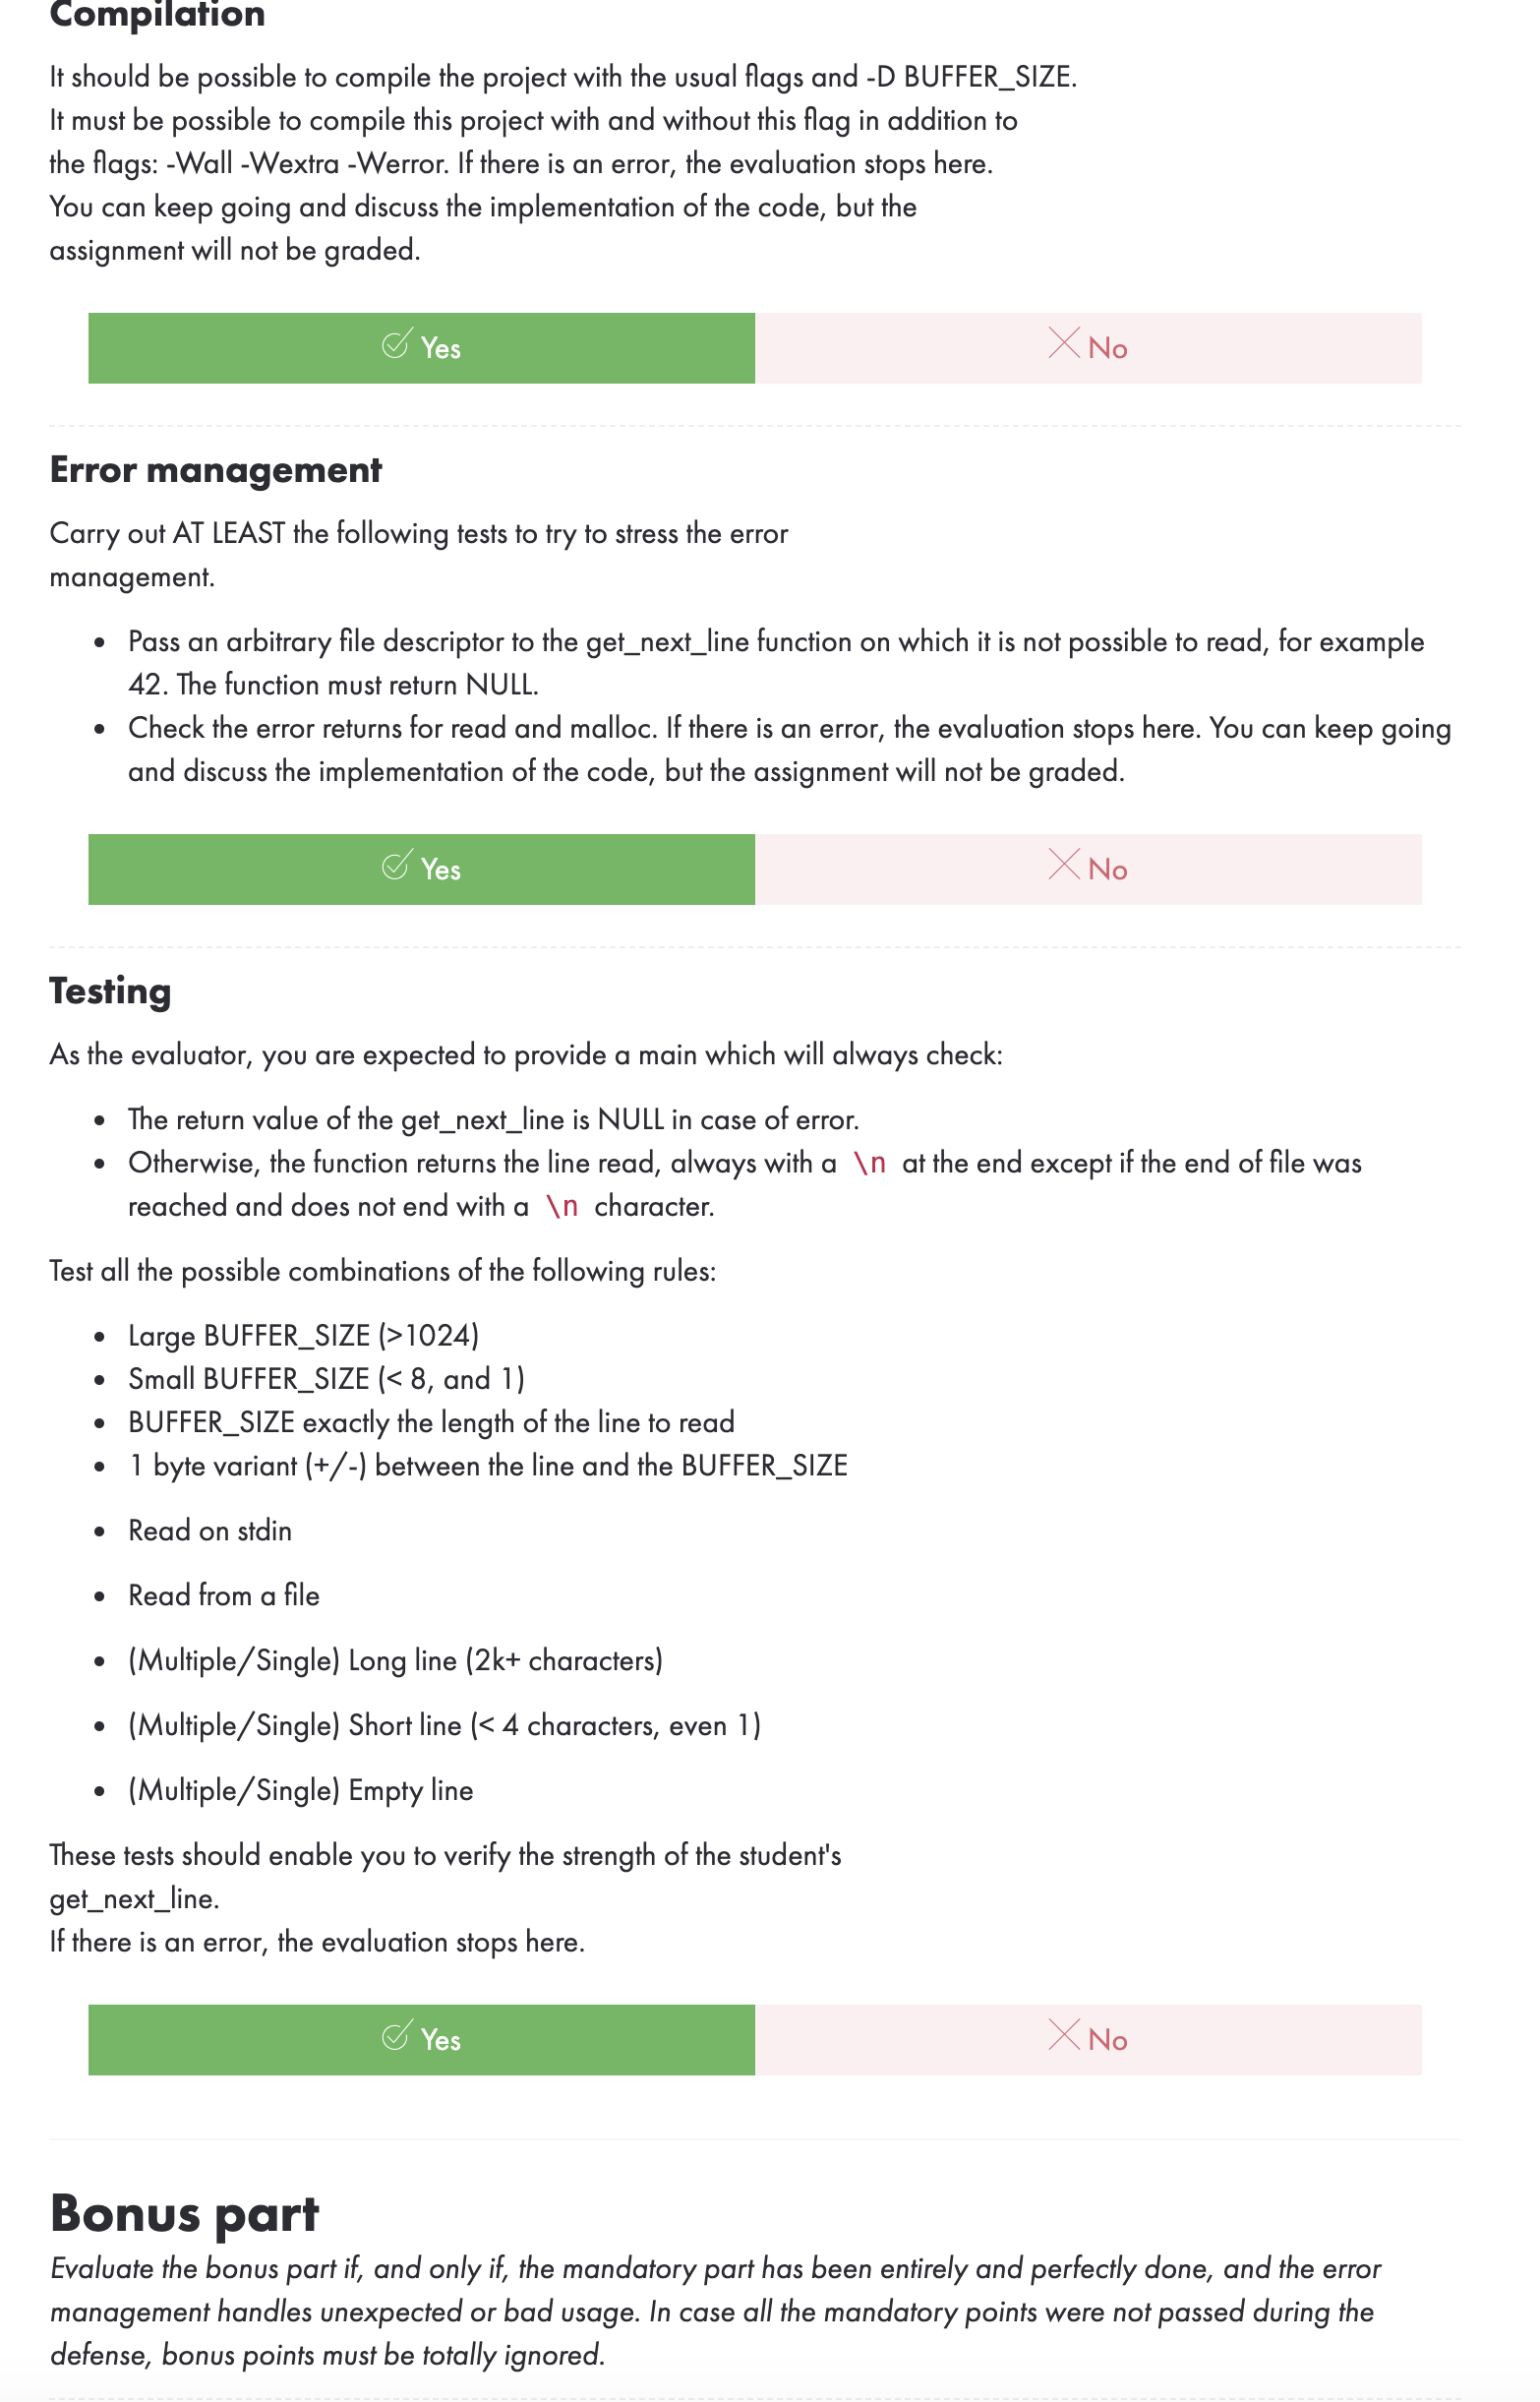 Compilation
It should be possible to compile the project with the usual flags and -D BUFFER_SIZE.
It must be possible to compile this project with and without this flag in addition to
the flags: -Wall -Wextra -Werror. If there is an error, the evaluation stops here.
You can keep going and discuss the implementation of the code, but the
assignment will not be graded.
Yes
No
Error management
Carry out AT LEAST the following tests to try to stress the error
management.
• Pass an arbitrary file descriptor to the get_next_line function on which it is not possible to read, for example
42. The function must return NULL.
• Check the error returns for read and malloc. If there is an error, the evaluation stops here. You can keep going
and discuss the implementation of the code, but the assignment will not be graded.
Yes
No
Testing
As the evaluator, you are expected to provide a main which will always check:
• The return value of the get_next_line is NULL in case of error.
• Otherwise, the function returns the line read, always with a \n at the end except if the end of file was
reached and does not end with a \n character.
Test all the possible combinations of the following rules:
• Large BUFFER_SIZE (>1024)
• Small BUFFER_SIZE (< 8, and 1)
• BUFFER_SIZE exactly the length of the line to read
• 1 byte variant (+/-) between the line and the BUFFER_SIZE
• Read on stdin
• Read from a file
• (Multiple/Single) Long line (2k+ characters)
• (Multiple/Single) Short line (< 4 characters, even 1)
• (Multiple/Single) Empty line
These tests should enable you to verify the strength of the student's
get_next_line.
If there is an error, the evaluation stops here.
Yes
No
Bonus part
Evaluate the bonus part if, and only if, the mandatory part has been entirely and perfectly done, and the error
management handles unexpected or bad usage. In case all the mandatory points were not passed during the
defense, bonus points must be totally ignored.